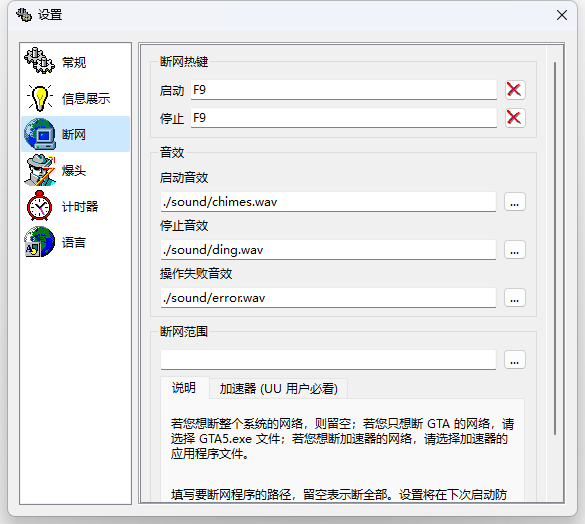 设置
常规
信息展示
断网
爆头
计时器
语言
断网热键
启动 F9
停止 F9
音效
启动音效
./sound/chimes.wav
...
停止音效
./sound/ding.wav
...
操作失败音效
./sound/error.wav
...
断网范围
...
说明 加速器 (UU 用户必看)
若您想断整个系统的网络，则留空；若您只想断 GTA 的网络，请
选择 GTA5.exe 文件；若您想断加速器的网络，请选择加速器的
应用程序文件。
填写要断网程序的路径，留空表示断全部。设置将在下次启动防